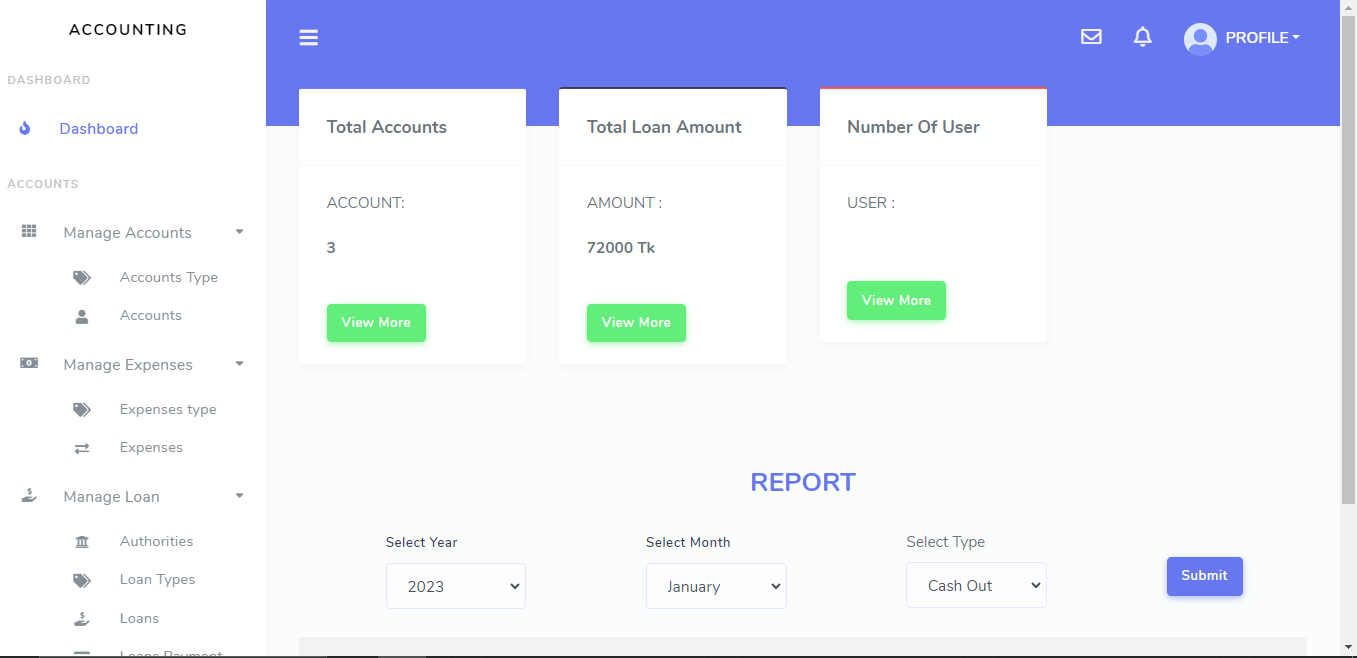 ACCOUNTING
DASHBOARD
Dashboard
ACCOUNTS
Manage Accounts
Accounts Type
Accounts
Manage Expenses
Expenses type
Expenses
Manage Loan
Authorities
Loan Types
Loans
Loans Payment
PROFILE
Total Accounts
ACCOUNT:
3
View More
Total Loan Amount
AMOUNT :
72000 Tk
View More
Number Of User
USER :
View More
REPORT
Select Year
2023
Select Month
January
Select Type
Cash Out
Submit